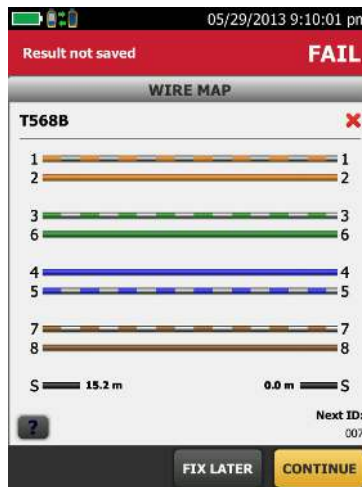 05/29/2013 9:10:01 pm
Result not saved FAIL
WIRE MAP
T568B
1 1
2 2
3 3
6 6
4 4
5 5
7 7
8 8
S 15.2 m 0.0 m S
? Next ID:
007
FIX LATER CONTINUE